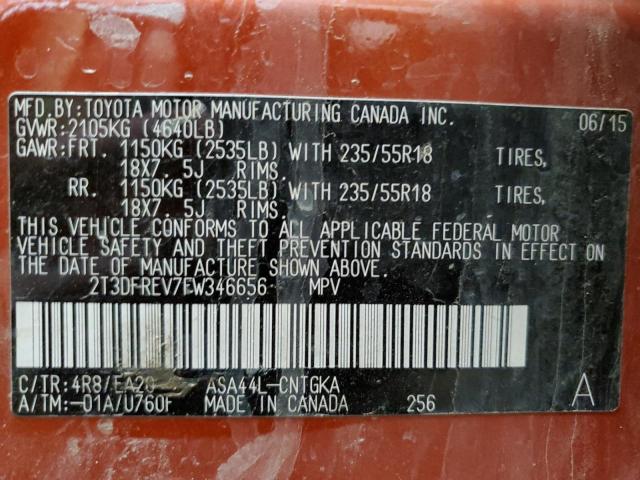 MFD.BY:TOYOTA MOTOR MANUFACTURING CANADA INC. 06/15
GVWR:2105KG (4640LB)
GAWR:FRT. 1150KG (2535LB) WITH 235/55R18 TIRES,
18X7. 5J RIMS.
RR. 1150KG (2535LB) WITH 235/55R18 TIRES,
18X7. 5J RIMS.
THIS VEHICLE CONFORMS TO ALL APPLICABLE FEDERAL MOTOR
VEHICLE SAFETY AND THEFT PREVENTION STANDARDS IN EFFECT ON
THE DATE OF MANUFACTURE SHOWN ABOVE.
2T3DFREV7FW346656 MPV
C/TR:4R8/EA20 ASA44L-CNTGKA
A/TM:-01A/U760F MADE IN CANADA 256 A